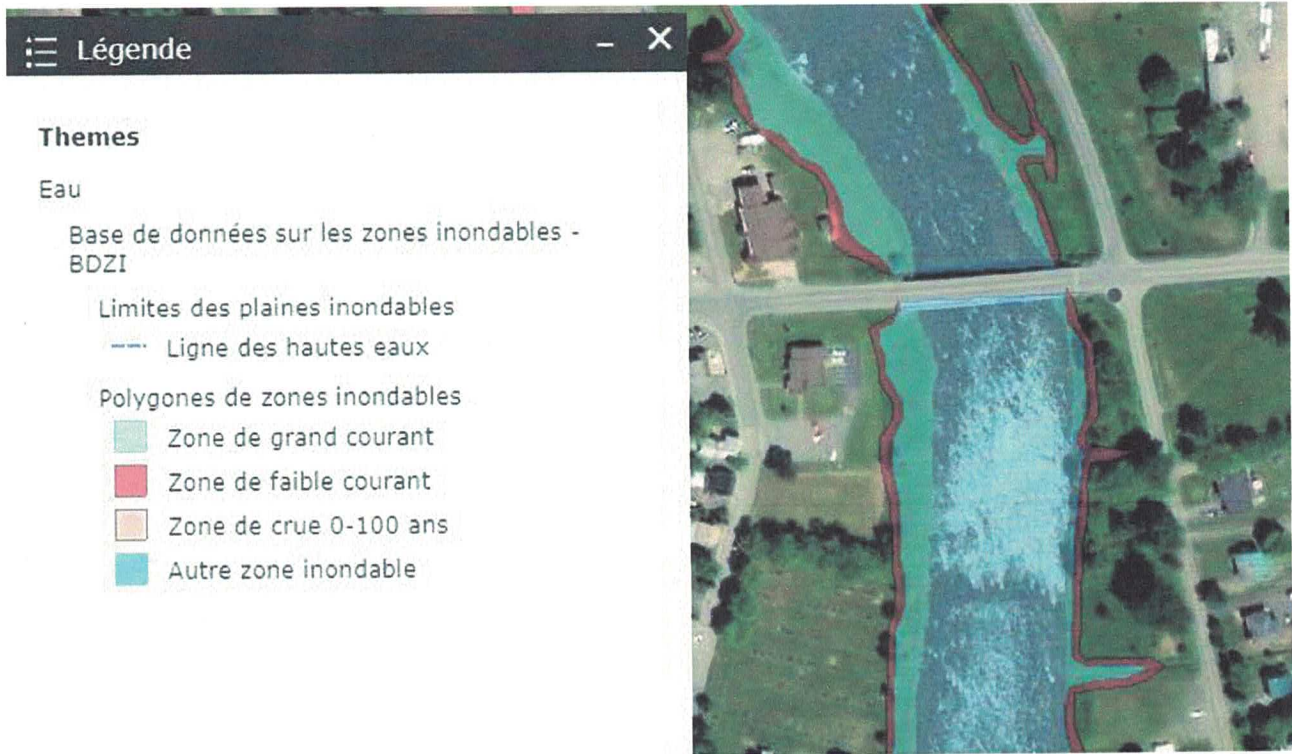 Légende
Themes
Eau
Base de données sur les zones inondables -
BDZI
Limites des plaines inondables
Ligne des hautes eaux
Polygones de zones inondables
Zone de grand courant
Zone de faible courant
Zone de crue 0-100 ans
Autre zone inondable